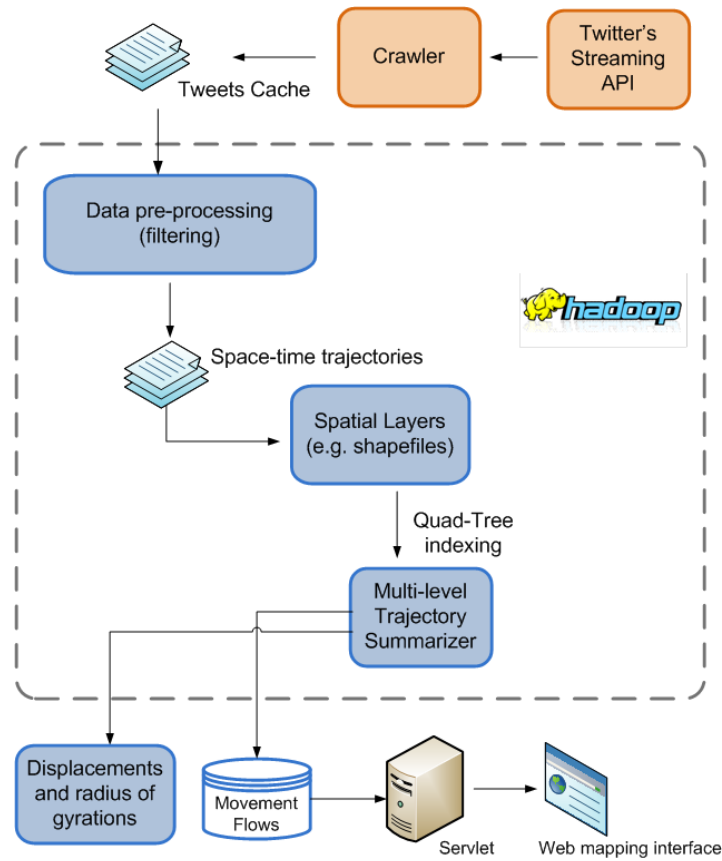 Twitter's
Streaming
API
Crawler
Tweets Cache
Data pre-processing
(filtering)
hadoop
Space-time trajectories
Spatial Layers
(e.g. shapefiles)
Quad-Tree
indexing
Multi-level
Trajectory
Summarizer
Displacements
and radius of
gyrations
Movement
Flows
Servlet
Web mapping interface